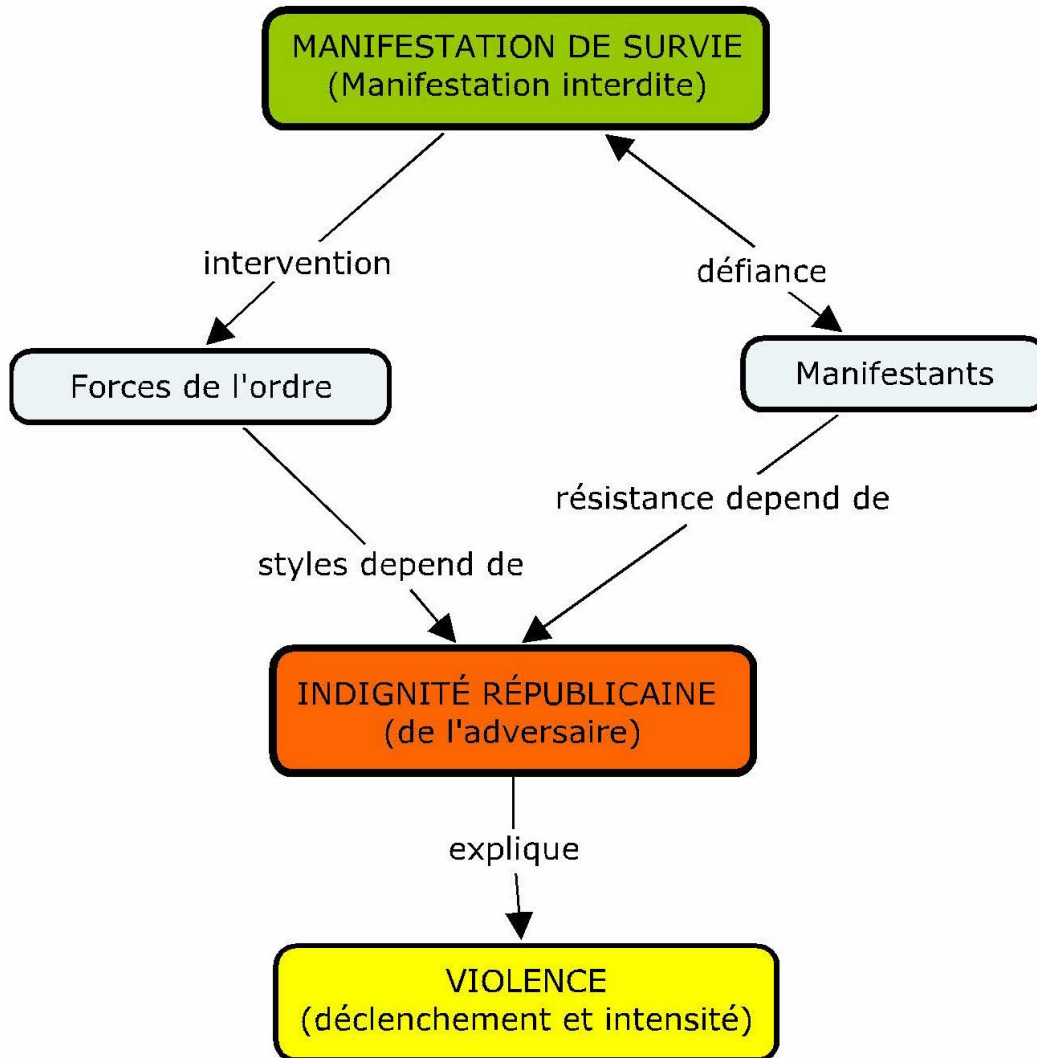 MANIFESTATION DE SURVIE
(Manifestation interdite)
intervention
défiance
Forces de l'ordre
Manifestants
résistance depend de
styles depend de
INDIGNITÉ RÉPUBLICAINE
(de l'adversaire)
explique
VIOLENCE
(déclenchement et intensité)